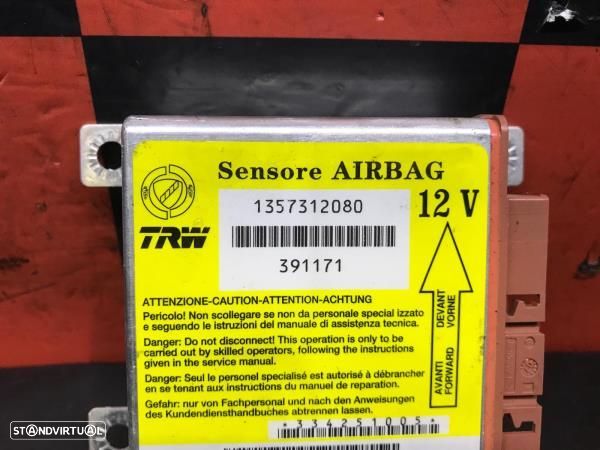 Sensore AIRBAG
1357312080
12 V
TRW
391171
ATTENZIONE-CAUTION-ATTENTION-ACHTUNG
Pericolo! Non scollegare se non da personale special izzato
e seguendo le istruzioni del manuale di assistenza tecnica.
Danger: Do not disconnect! This operation is only to be
carried out by skilled operators, following the instructions
given in the service manual.
Danger: Seul le personel specialisé est autorisé à débrancher
en se tenant aux instructions du manuel de reparation.
Gefahr: nur von Fachpersonal und nach den Anweisungen
des Kundendiensthandbuches abtrennen lassen.
AVANTI DEVANT
FORWARD VORNE
*334251005*
STANDVIRTUAL